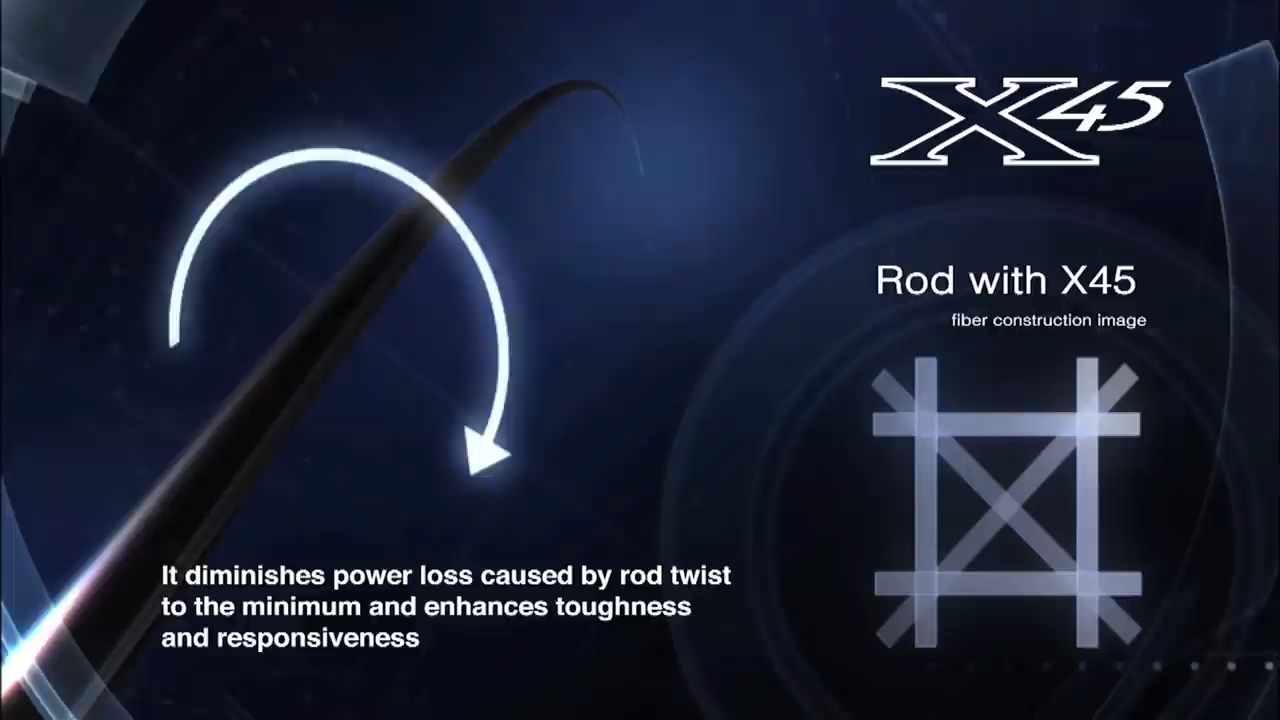 X45
Rod with X45
fiber construction image
It diminishes power loss caused by rod twist
to the minimum and enhances toughness
and responsiveness